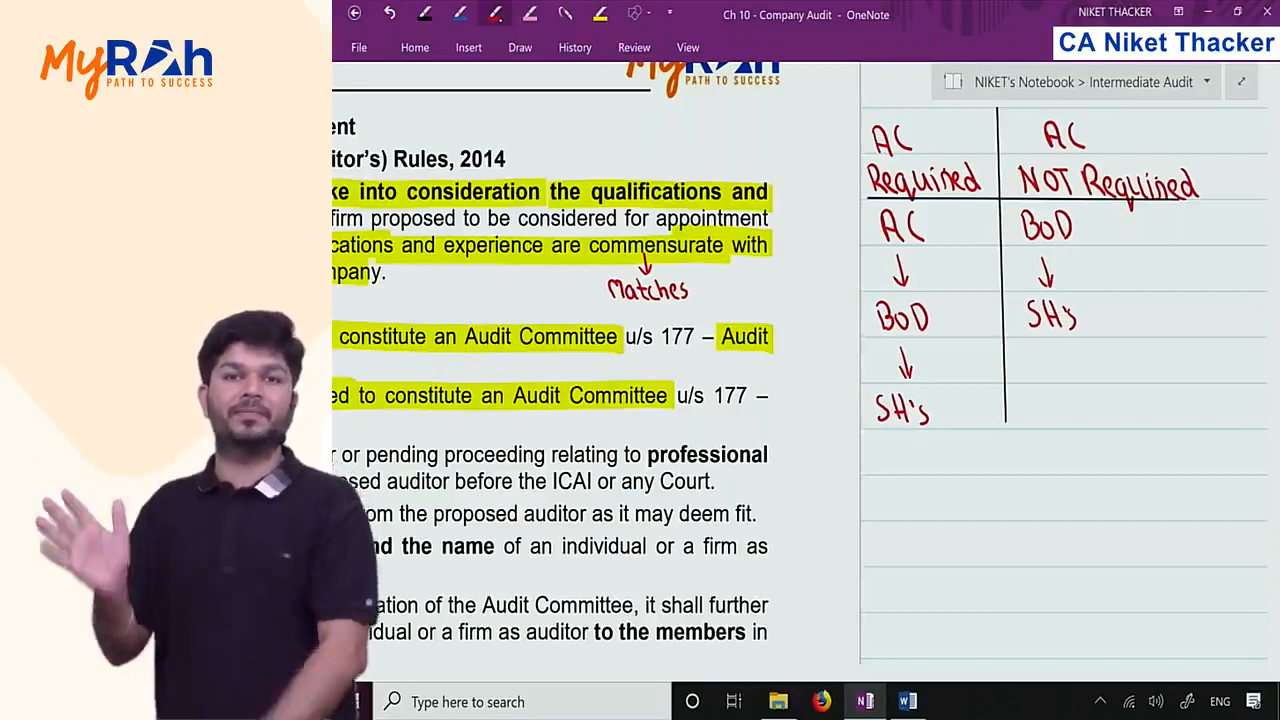 MyRAh
PATH TO SUCCESS
Ch 10 - Company Audit - OneNote
NIKET THACKER
File Home Insert Draw History Review View
CA Niket Thacker
NIKET's Notebook > Intermediate Audit
MyRAh
PATH TO SUCCESS
ent
itor's) Rules, 2014
ke into consideration the qualifications and
firm proposed to be considered for appointment
ications and experience are commensurate with
mpany.
Matches
constitute an Audit Committee u/s 177 – Audit
ed to constitute an Audit Committee u/s 177 –
r or pending proceeding relating to professional
osed auditor before the ICAI or any Court.
om the proposed auditor as it may deem fit.
nd the name of an individual or a firm as
ation of the Audit Committee, it shall further
idual or a firm as auditor to the members in
AC AC
Required NOT Required
AC BoD
↓ ↓
BoD SH's
↓
SH's
Type here to search
ENG